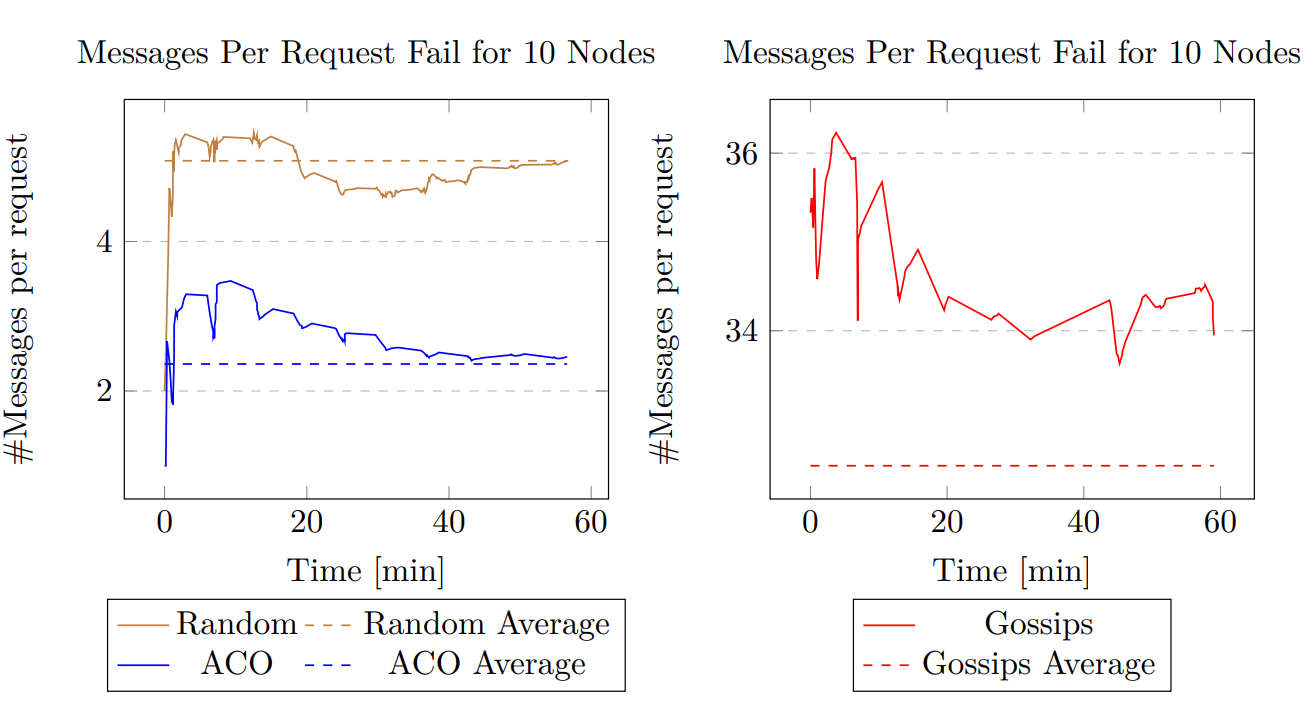 Messages Per Request Fail for 10 Nodes
#Messages per request
4
2
0 20 40 60
Time [min]
Random Random Average
ACO ACO Average
Messages Per Request Fail for 10 Nodes
#Messages per request
36
34
0 20 40 60
Time [min]
Gossips
Gossips Average